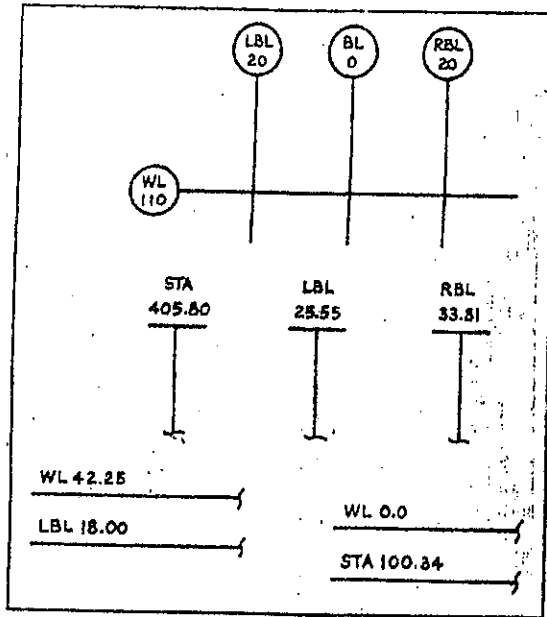 LBL
20
BL
0
RBL
20
WL
110
STA
405.80
LBL
25.55
RBL
33.81
WL 42.25
LBL 18.00
WL 0.0
STA 100.34